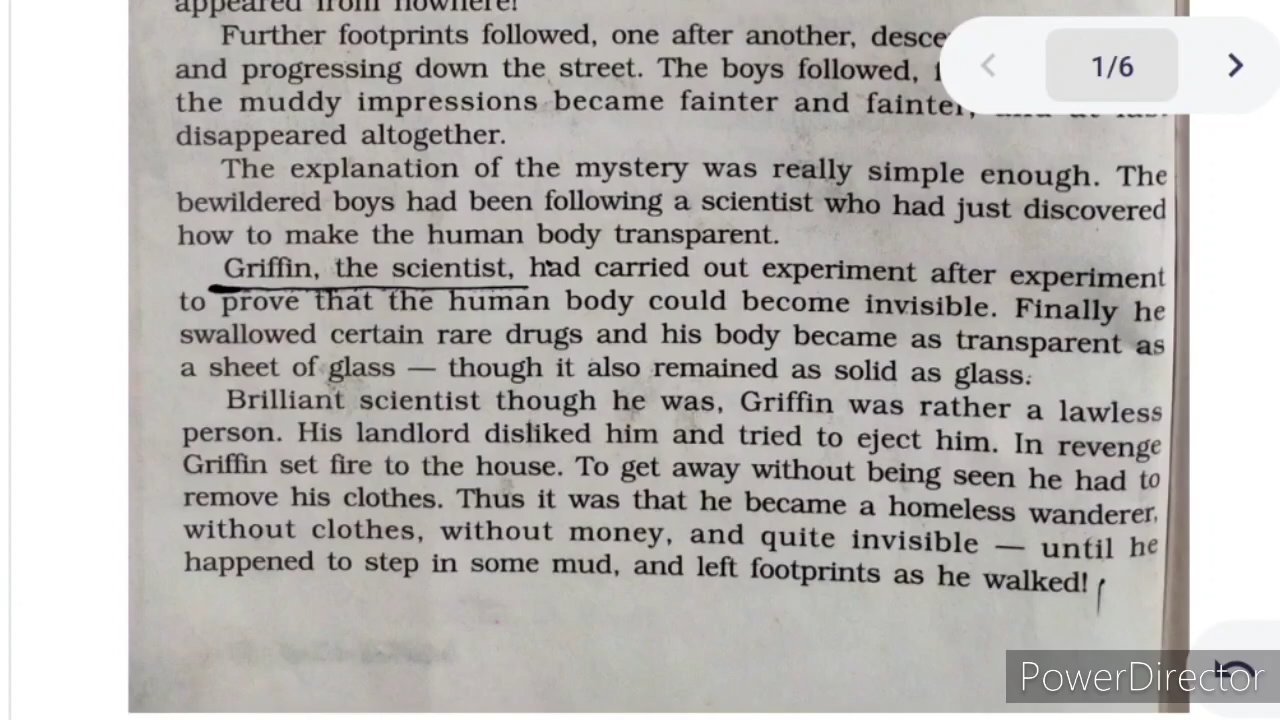 appeared from nowhere!
Further footprints followed, one after another,
and progressing down the street. The boys followed,
1/6
the muddy impressions became fainter and fainter, and at last
disappeared altogether.
The explanation of the mystery was really simple enough. The
bewildered boys had been following a scientist who had just discovered
how to make the human body transparent.
Griffin, the scientist, had carried out experiment after experiment
to prove that the human body could become invisible. Finally he
swallowed certain rare drugs and his body became as transparent as
a sheet of glass — though it also remained as solid as glass.
Brilliant scientist though he was, Griffin was rather a lawless
person. His landlord disliked him and tried to eject him. In revenge
Griffin set fire to the house. To get away without being seen he had to
remove his clothes. Thus it was that he became a homeless wanderer,
without clothes, without money, and quite invisible — until he
happened to step in some mud, and left footprints as he walked!
PowerDirector